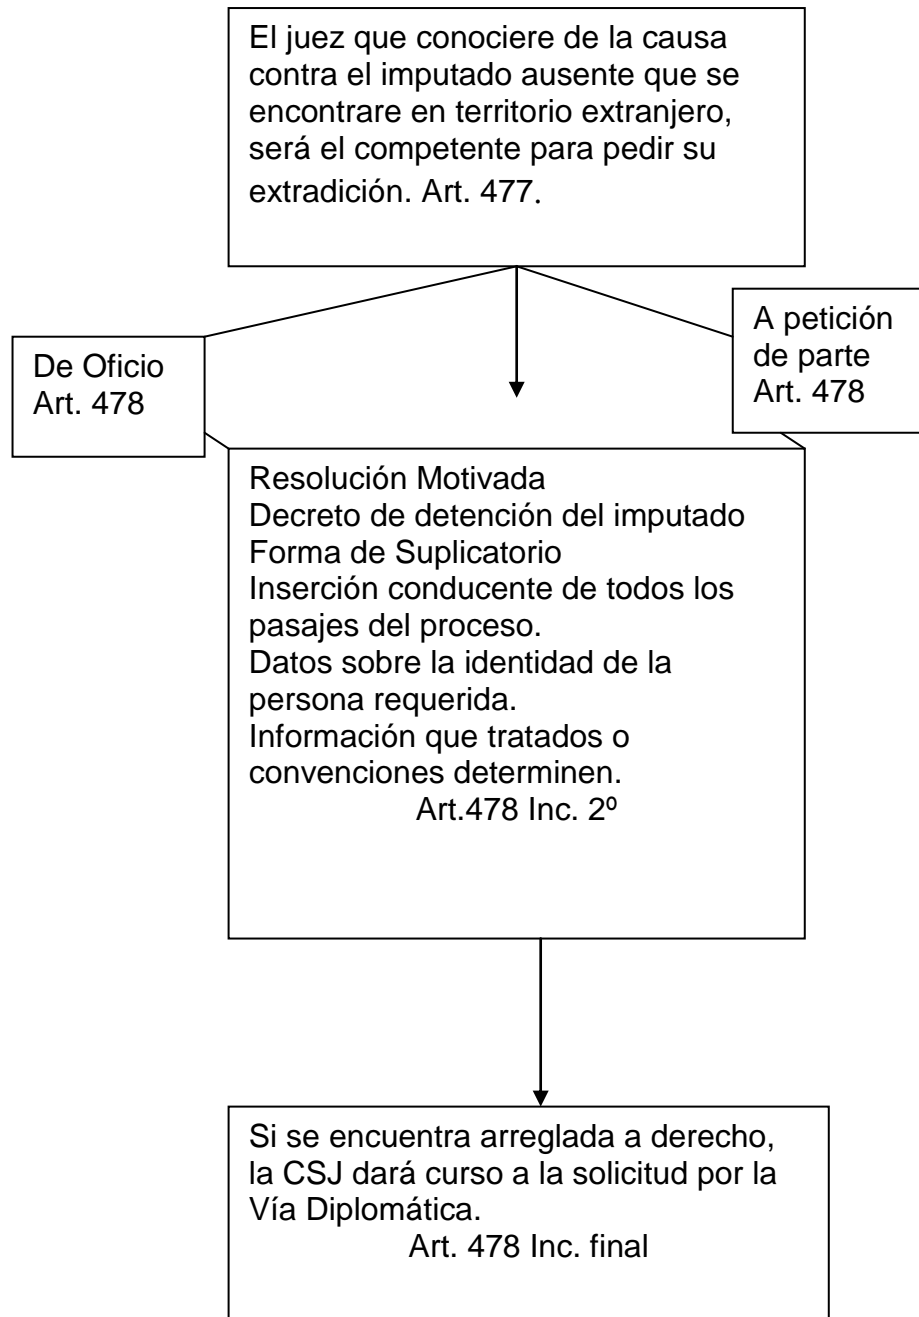 El juez que conociere de la causa
contra el imputado ausente que se
encontrare en territorio extranjero,
será el competente para pedir su
extradición. Art. 477.
De Oficio
Art. 478
A petición
de parte
Art. 478
Resolución Motivada
Decreto de detención del imputado
Forma de Suplicatorio
Inserción conducente de todos los
pasajes del proceso.
Datos sobre la identidad de la
persona requerida.
Información que tratados o
convenciones determinen.
Art.478 Inc. 2º
Si se encuentra arreglada a derecho,
la CSJ dará curso a la solicitud por la
Vía Diplomática.
Art. 478 Inc. final